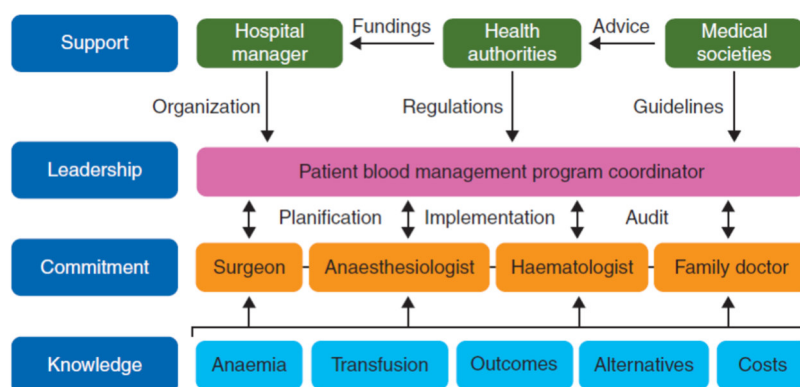 Support
Hospital
manager
Fundings
Health
authorities
Advice
Medical
societies
Organization
Regulations
Guidelines
Leadership
Patient blood management program coordinator
Planification
Implementation
Audit
Commitment
Surgeon
Anaesthesiologist
Haematologist
Family doctor
Knowledge
Anaemia
Transfusion
Outcomes
Alternatives
Costs